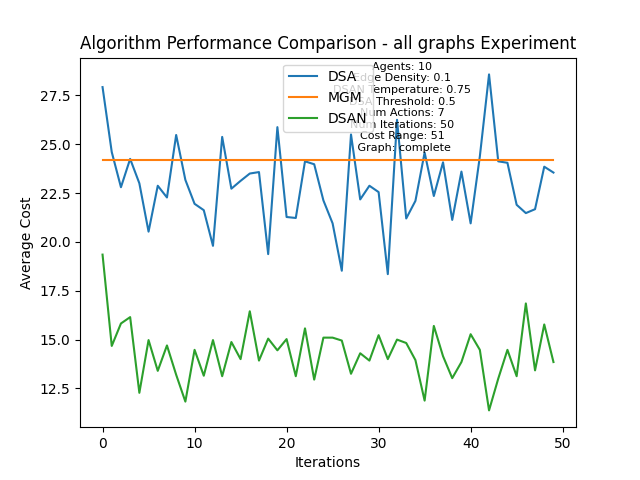 Algorithm Performance Comparison - all graphs Experiment
DSA
MGM
DSAN
Agents: 10
Edge Density: 0.1
DSAN Temperature: 0.75
DSA Threshold: 0.5
Num Actions: 7
Num Iterations: 50
Cost Range: 51
Graph: complete
Average Cost
27.5
25.0
22.5
20.0
17.5
15.0
12.5
0
10
20
30
40
50
Iterations